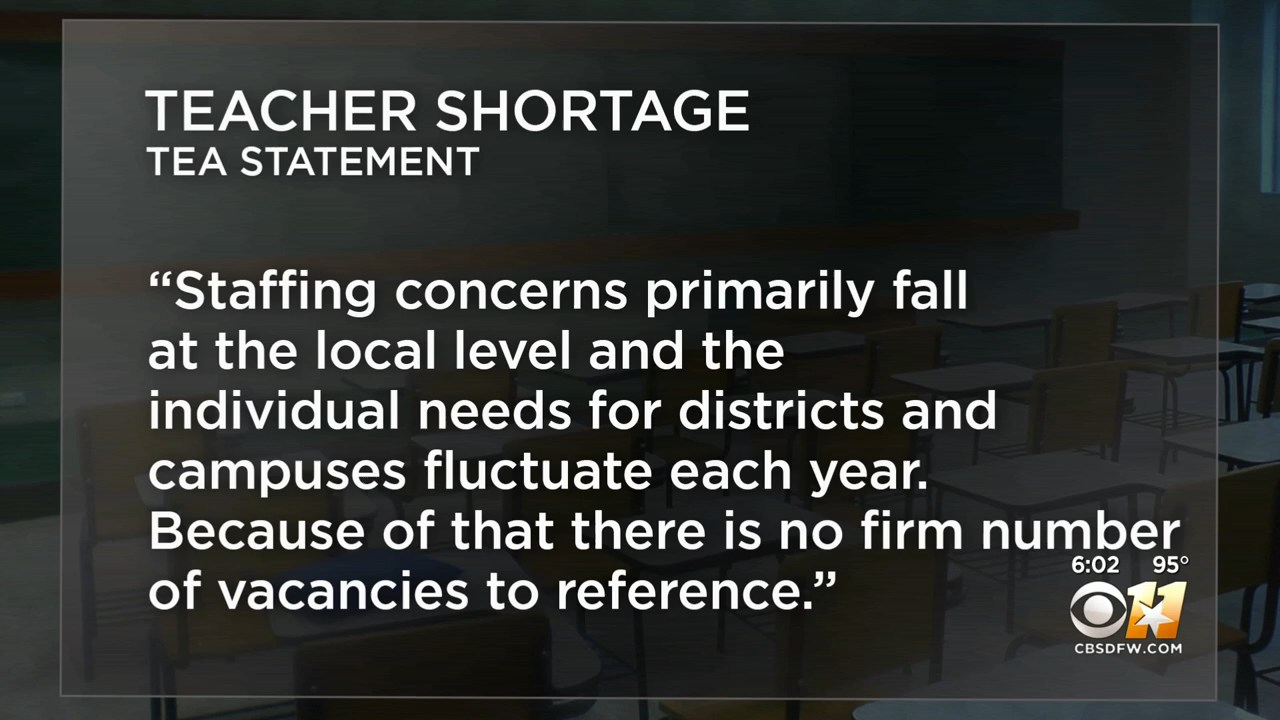 TEACHER SHORTAGE
TEA STATEMENT
“Staffing concerns primarily fall
at the local level and the
individual needs for districts and
campuses fluctuate each year.
Because of that there is no firm number
of vacancies to reference.”
6:02 95°
11
CBSDFW.COM